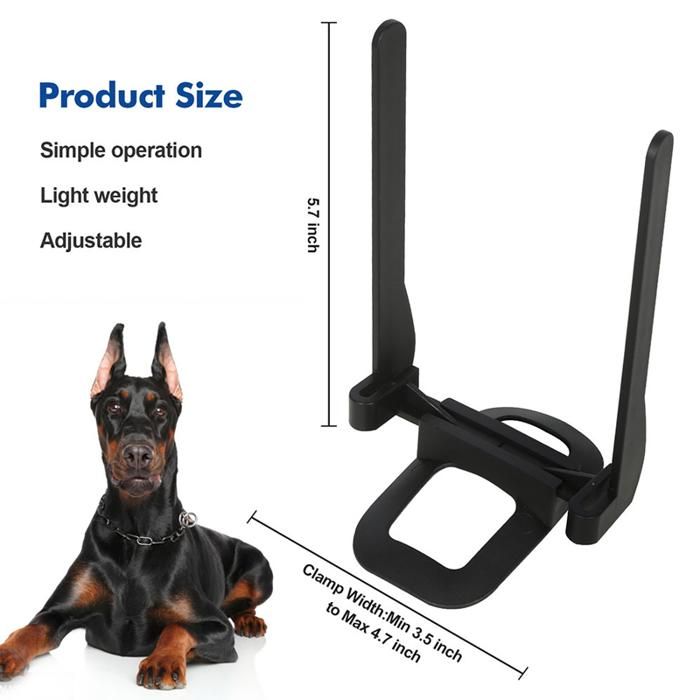 Product Size
Simple operation
Light weight
Adjustable
5.7 inch
Clamp Width:Min 3.5 inch
to Max 4.7 inch